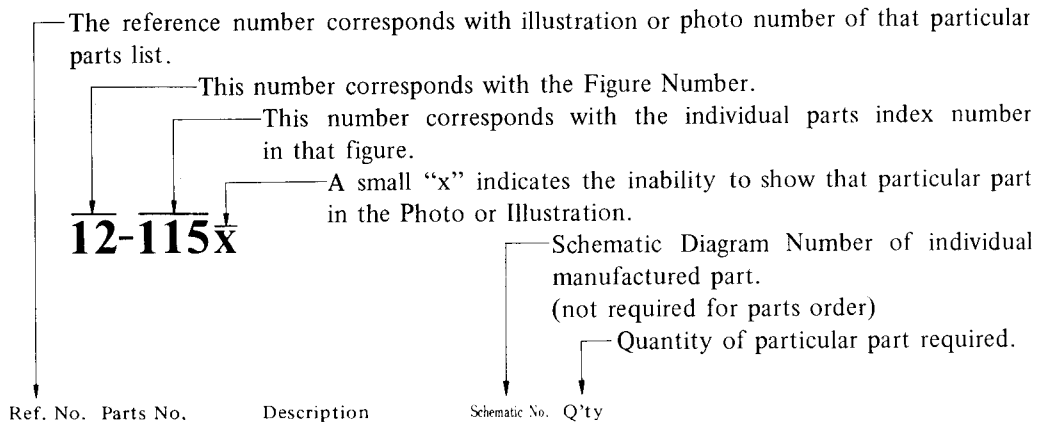 The reference number corresponds with illustration or photo number of that particular
parts list.
This number corresponds with the Figure Number.
This number corresponds with the individual parts index number
in that figure.
A small “x” indicates the inability to show that particular part
in the Photo or Illustration.
12-115x
Schematic Diagram Number of individual
manufactured part.
(not required for parts order)
Quantity of particular part required.
Ref. No. Parts No. Description Schematic No. Q'ty